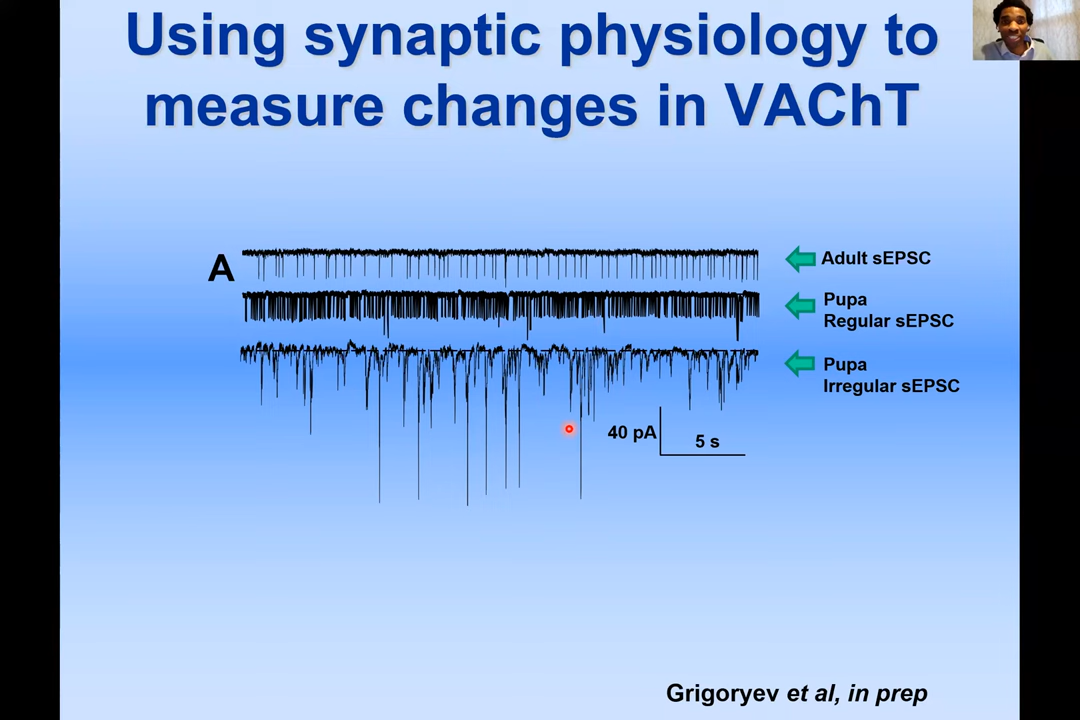 Using synaptic physiology to
measure changes in VAChT
A
Adult sEPSC
Pupa
Regular sEPSC
Pupa
Irregular sEPSC
40 pA
5 s
Grigoryev et al, in prep